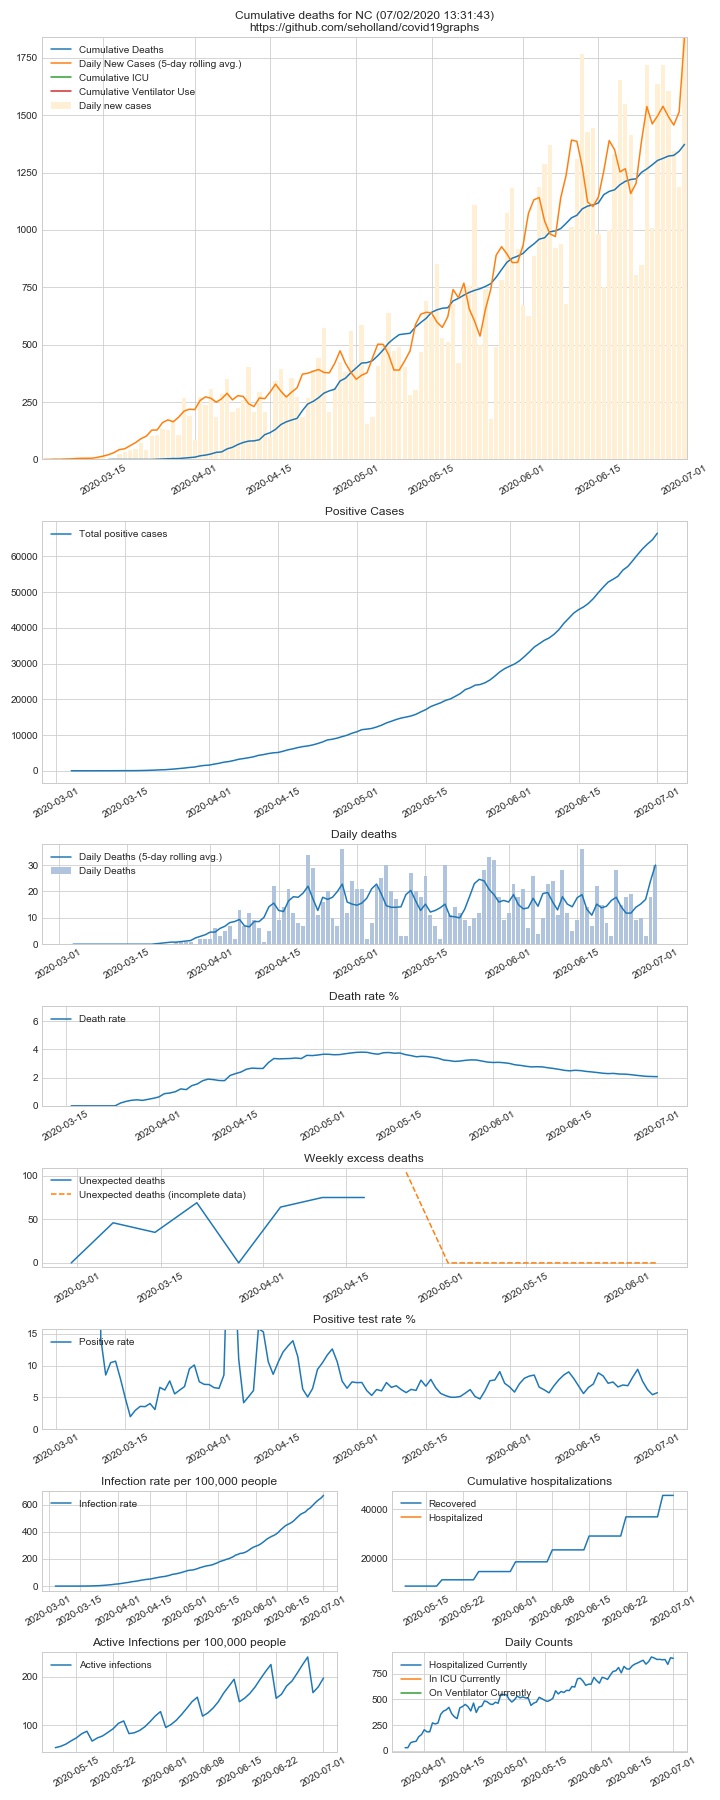 Cumulative deaths for NC (07/02/2020 13:31:43)
https://github.com/seholland/covid19graphs
Cumulative Deaths
Daily New Cases (5-day rolling avg.)
Cumulative ICU
Cumulative Ventilator Use
Daily new cases
1750
1500
1250
1000
750
500
250
0
2020-03-15 2020-04-01 2020-04-15 2020-05-01 2020-05-15 2020-06-01 2020-06-15 2020-07-01
Positive Cases
Total positive cases
60000
50000
40000
30000
20000
10000
0
2020-03-01 2020-03-15 2020-04-01 2020-04-15 2020-05-01 2020-05-15 2020-06-01 2020-06-15 2020-07-01
Daily deaths
Daily Deaths (5-day rolling avg.)
Daily Deaths
30
20
10
0
2020-03-01 2020-03-15 2020-04-01 2020-04-15 2020-05-01 2020-05-15 2020-06-01 2020-06-15 2020-07-01
Death rate %
Death rate
6
4
2
0
2020-03-15 2020-04-01 2020-04-15 2020-05-01 2020-05-15 2020-06-01 2020-06-15 2020-07-01
Weekly excess deaths
Unexpected deaths
Unexpected deaths (incomplete data)
100
50
0
2020-03-01 2020-03-15 2020-04-01 2020-04-15 2020-05-01 2020-05-15 2020-06-01
Positive test rate %
Positive rate
15
10
5
0
2020-03-01 2020-03-15 2020-04-01 2020-04-15 2020-05-01 2020-05-15 2020-06-01 2020-06-15 2020-07-01
Infection rate per 100,000 people
Infection rate
600
400
200
0
2020-03-01 2020-03-15 2020-04-01 2020-04-15 2020-05-01 2020-05-15 2020-06-01 2020-06-15 2020-07-01
Cumulative hospitalizations
Recovered
Hospitalized
40000
20000
2020-05-15 2020-05-22 2020-06-01 2020-06-08 2020-06-15 2020-06-22 2020-07-01
Active Infections per 100,000 people
Active infections
200
100
2020-05-15 2020-05-22 2020-06-01 2020-06-08 2020-06-15 2020-06-22 2020-07-01
Daily Counts
Hospitalized Currently
In ICU Currently
On Ventilator Currently
750
500
250
0
2020-04-01 2020-04-15 2020-05-01 2020-05-15 2020-06-01 2020-06-15 2020-07-01